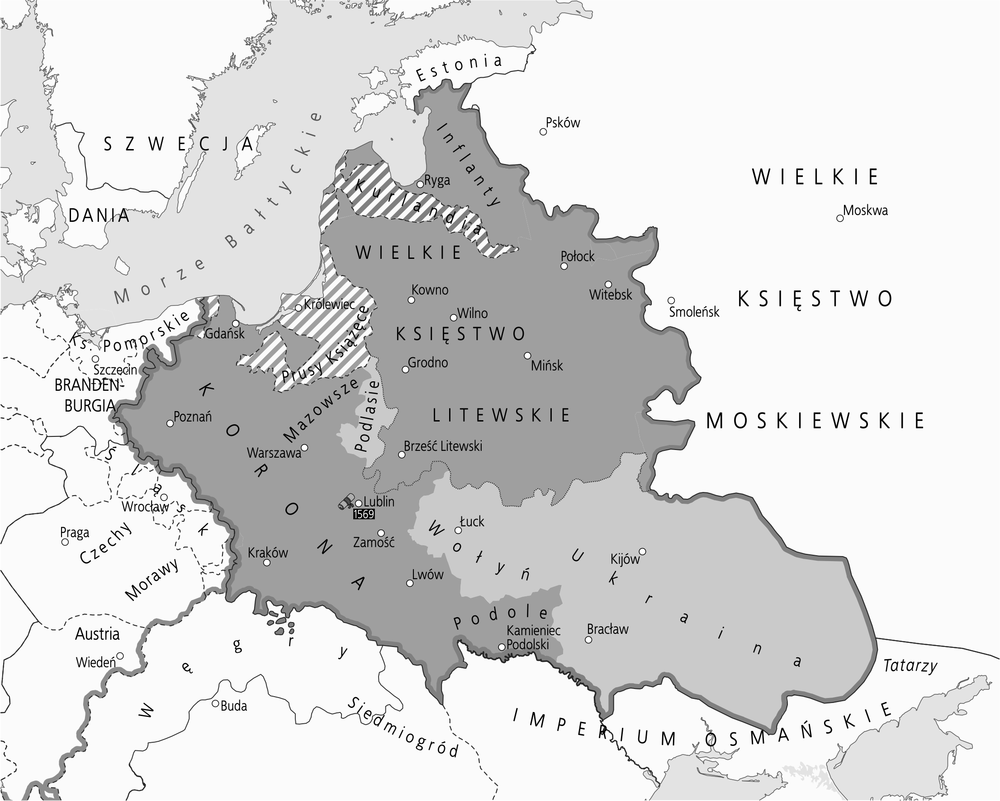 Estonia
Psków
Inflanty
SZWECJA
Morze Bałtyckie
WIELKIE
KSIĘSTWO
MOSKIEWSKIE
Moskwa
Ryga
Kurlandia
DANIA
WIELKIE
KSIĘSTWO
LITEWSKIE
Połock
Witebsk
Smoleńsk
Kowno
Wilno
Królewiec
Gdańsk
Ks. Pomorskie
Prusy Książęce
Grodno
Mińsk
Szczecin
BRANDEN-
BURGIA
KORONA
Mazowsze
Podlasie
Poznań
Warszawa
Brześć Litewski
Śląsk
Wrocław
Lublin
1569
Łuck
Wołyń
Zamość
Praga
Czechy
Morawy
Kraków
Lwów
Kijów
Ukraina
Podole
Kamieniec
Podolski
Bracław
Austria
Wiedeń
Węgry
Buda
Siedmiogród
Tatarzy
IMPERIUM OSMAŃSKIE